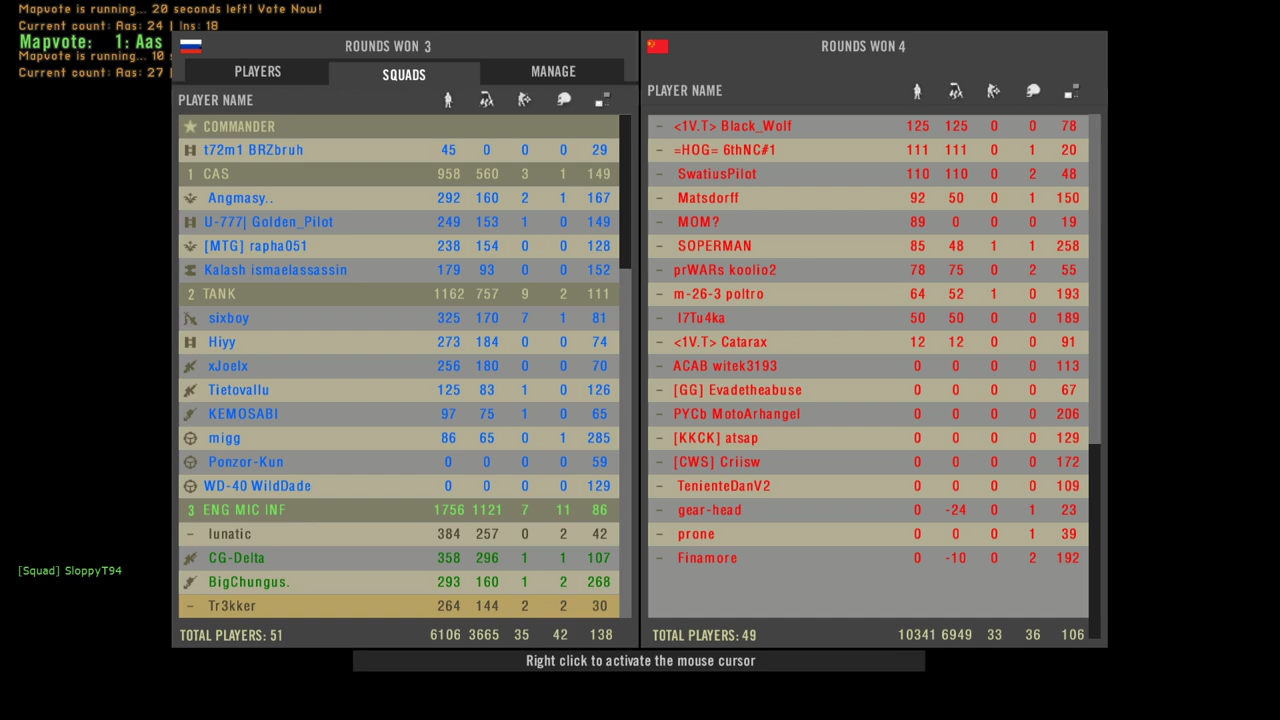 Mapvote is running... 20 seconds left! Vote Now!
Current count: Aas: 24 | Ins: 18
Mapvote: 1: Aas
Mapvote is running... 10
Current count: Aas: 27 |
ROUNDS WON 3
PLAYERS SQUADS MANAGE
PLAYER NAME
COMMANDER
t72m1 BRZbruh 45 0 0 0 29
1 CAS 958 560 3 1 149
Angmasy.. 292 160 2 1 167
U-777| Golden_Pilot 249 153 1 0 149
[MTG] rapha051 238 154 0 0 128
Kalash ismaelassassin 179 93 0 0 152
2 TANK 1162 757 9 2 111
sixboy 325 170 7 1 81
Hiyy 273 184 0 0 74
xJoelx 256 180 0 0 70
Tietovallu 125 83 1 0 126
KEMOSABI 97 75 1 0 65
migg 86 65 0 1 285
Ponzor-Kun 0 0 0 0 59
WD-40 WildDade 0 0 0 0 129
3 ENG MIC INF 1756 1121 7 11 86
- lunatic 384 257 0 2 42
CG-Delta 358 296 1 1 107
BigChungus. 293 160 1 2 268
- Tr3kker 264 144 2 2 30
TOTAL PLAYERS: 51 6106 3665 35 42 138
ROUNDS WON 4
PLAYER NAME
- <1V.T> Black_Wolf 125 125 0 0 78
- =HOG= 6thNC#1 111 111 0 1 20
- SwatiusPilot 110 110 0 2 48
- Matsdorff 92 50 0 1 150
- MOM? 89 0 0 0 19
- SOPERMAN 85 48 1 1 258
- prWARs koolio2 78 75 0 2 55
- m-26-3 poltro 64 52 1 0 193
- I7Tu4ka 50 50 0 0 189
- <1V.T> Catarax 12 12 0 0 91
- ACAB witek3193 0 0 0 0 113
- [GG] Evadetheabuse 0 0 0 0 67
- PYCb MotoArhangel 0 0 0 0 206
- [KKCK] atsap 0 0 0 0 129
- [CWS] Criisw 0 0 0 0 172
- TenienteDanV2 0 0 0 0 109
- gear-head 0 -24 0 1 23
- prone 0 0 0 1 39
- Finamore 0 -10 0 2 192
TOTAL PLAYERS: 49 10341 6949 33 36 106
[Squad] SloppyT94
Right click to activate the mouse cursor